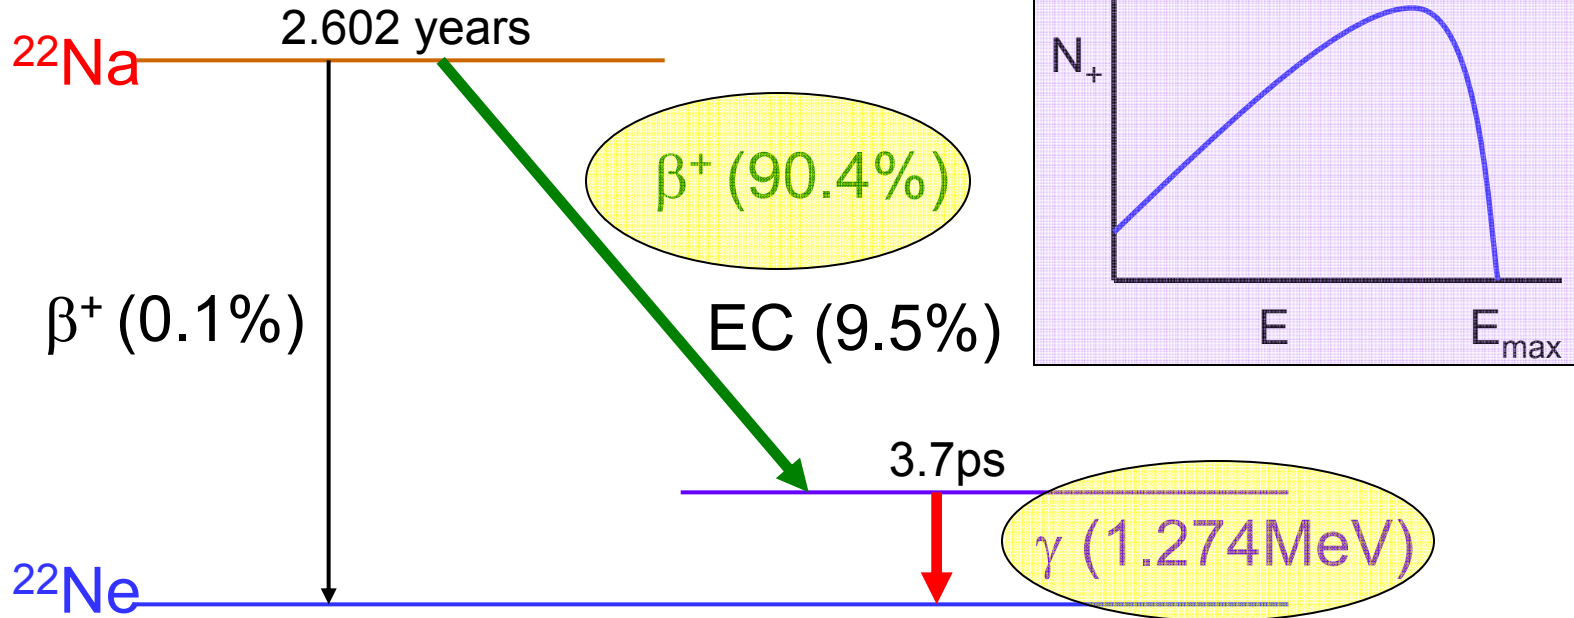 2.602 years
²²Na
N₊
β⁺ (90.4%)
β⁺ (0.1%)
EC (9.5%)
E
Eₘₐₓ
3.7ps
γ (1.274MeV)
²²Ne